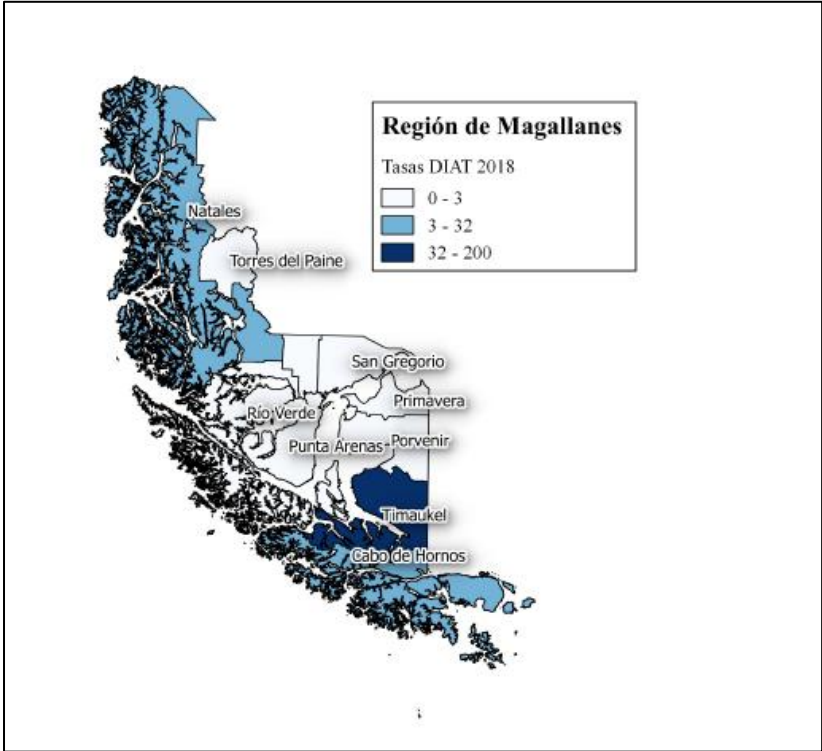 Región de Magallanes
Tasas DIAT 2018
0 - 3
3 - 32
32 - 200
Natales
Torres del Paine
San Gregorio
Primavera
Río Verde
Punta Arenas
Porvenir
Timaukel
Cabo de Hornos